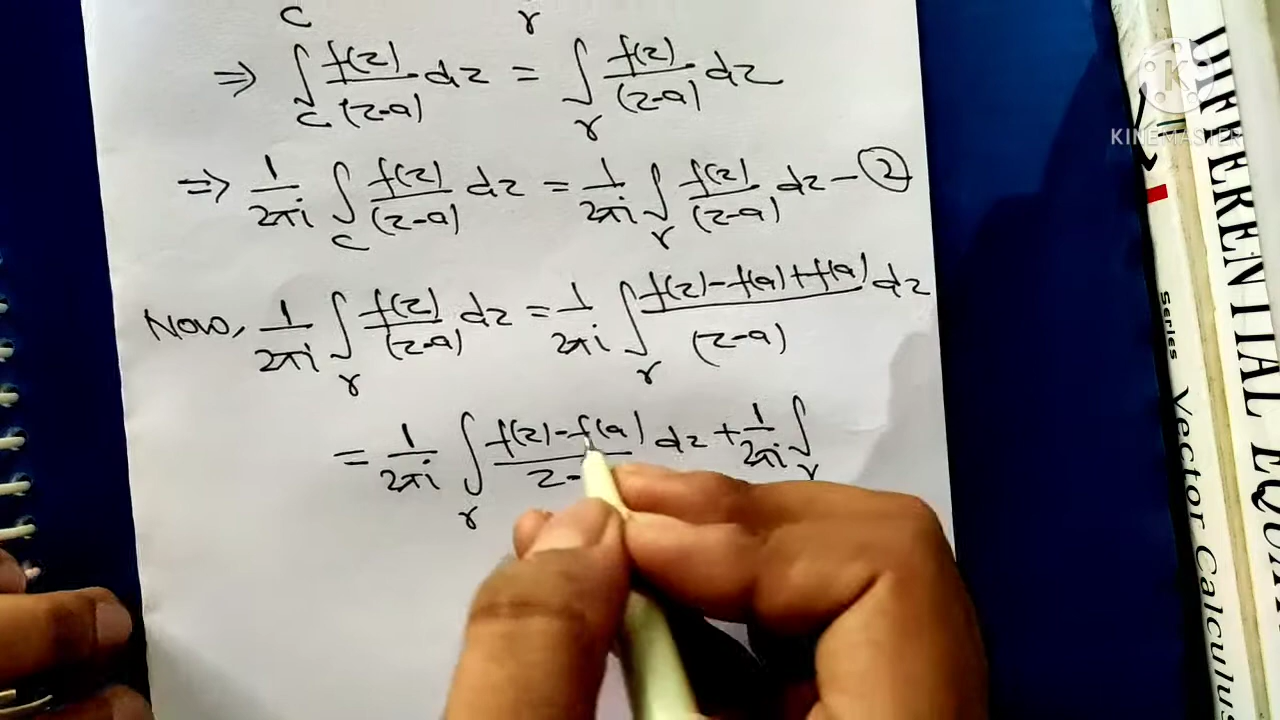 C γ
⇒ ∫_C f(z)/(z-a) dz = ∫_γ f(z)/(z-a) dz
⇒ 1/2πi ∫_C f(z)/(z-a) dz = 1/2πi ∫_γ f(z)/(z-a) dz - ②
Now, 1/2πi ∫_γ f(z)/(z-a) dz = 1/2πi ∫_γ f(z)-f(a)+f(a)/(z-a) dz
= 1/2πi ∫_γ f(z)-f(a)/z- dz + 1/2πi ∫_γ
K
KINEMASTER
DIFFERENTIAL EQUA
Series
Vector Calculus